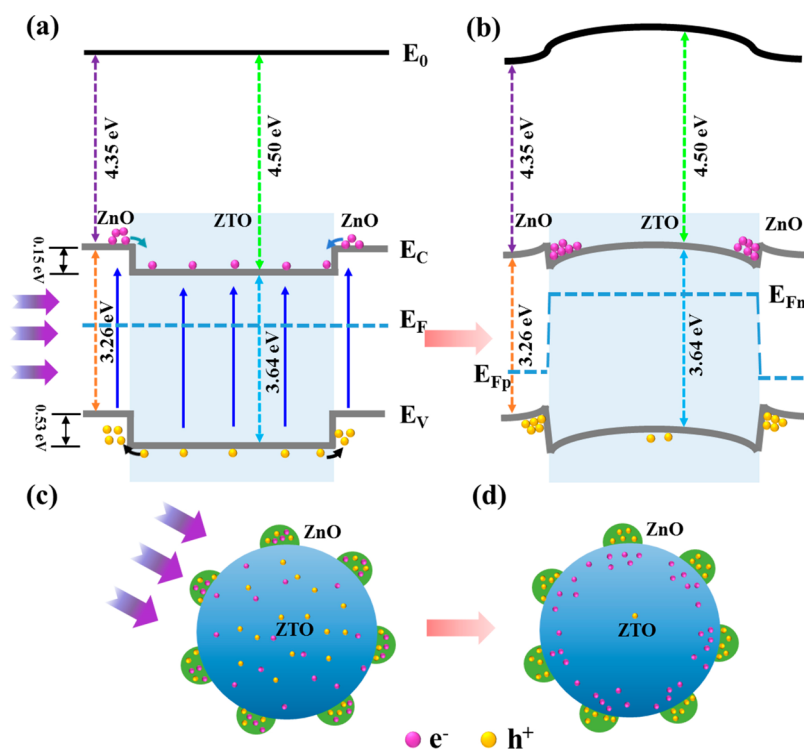 (a)
E0
4.35 eV
4.50 eV
ZnO
ZTO
ZnO
0.15 eV
EC
EF
3.26 eV
3.64 eV
0.53 eV
EV
(b)
4.35 eV
4.50 eV
ZnO
ZTO
ZnO
EFn
3.26 eV
3.64 eV
EFp
(c)
ZnO
ZTO
(d)
ZnO
ZTO
e-
h+